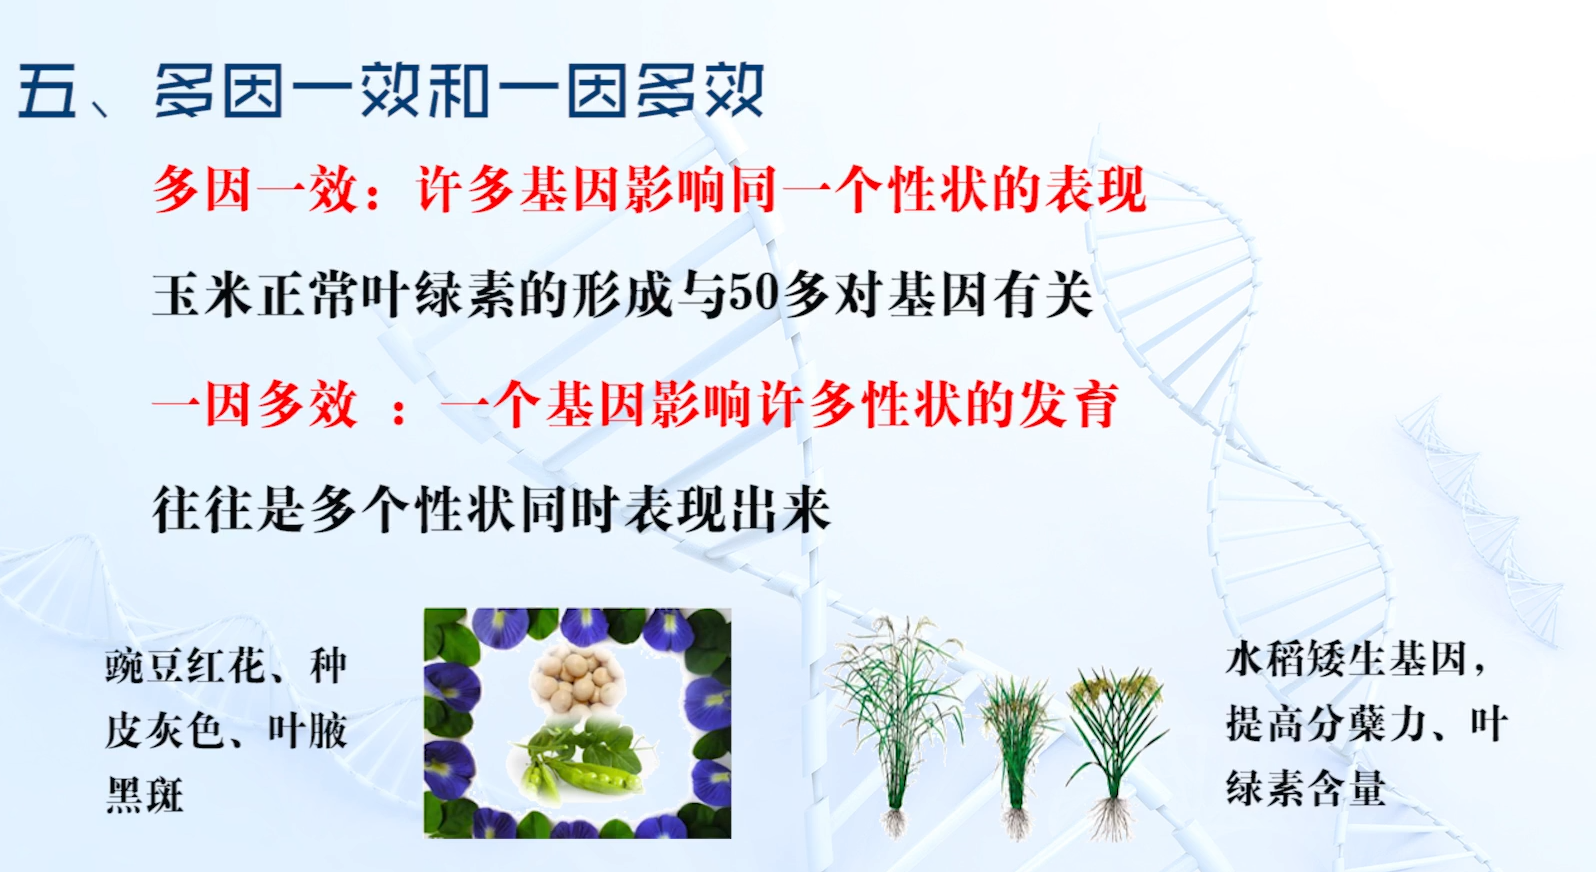 五、多因一效和一因多效
多因一效：许多基因影响同一个性状的表现
玉米正常叶绿素的形成与50多对基因有关
一因多效 ：一个基因影响许多性状的发育
往往是多个性状同时表现出来
豌豆红花、种
皮灰色、叶腋
黑斑
水稻矮生基因，
提高分蘖力、叶
绿素含量